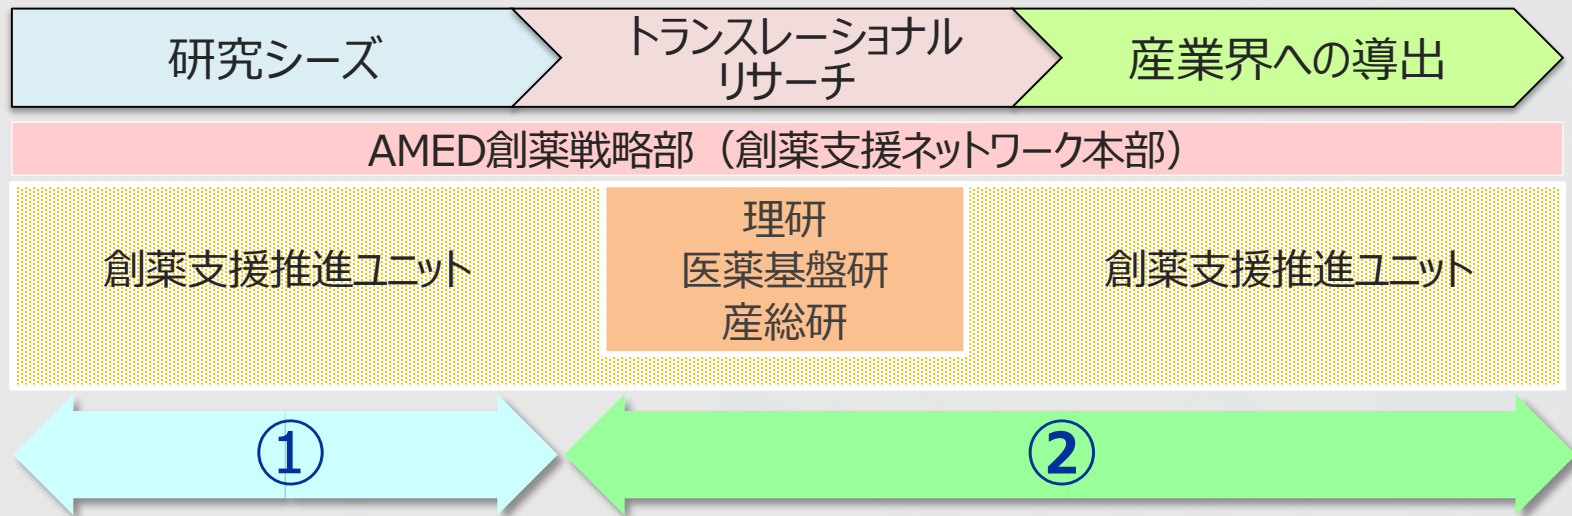 研究シーズ
トランスレーショナル
リサーチ
産業界への導出
AMED創薬戦略部（創薬支援ネットワーク本部）
創薬支援推進ユニット
理研
医薬基盤研
産総研
創薬支援推進ユニット
①
②